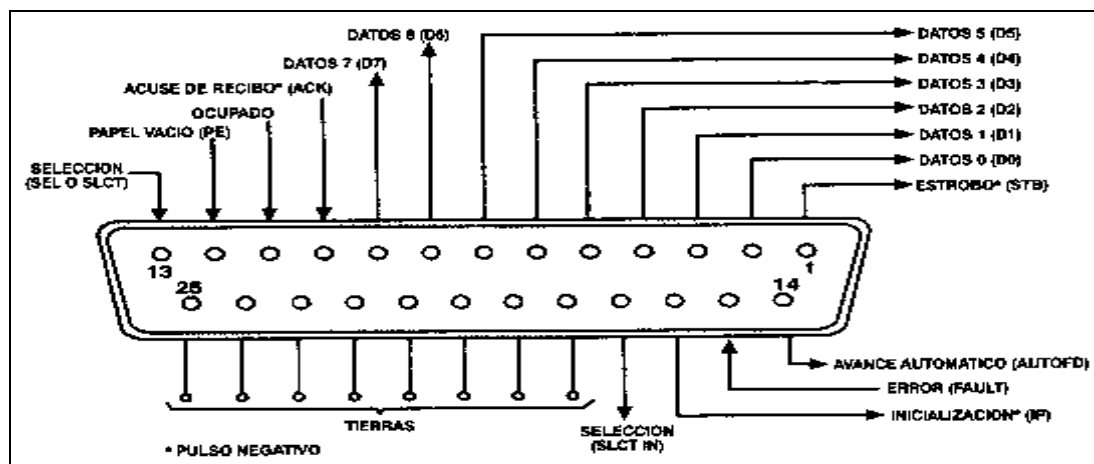 DATOS 6 (D6)
DATOS 7 (D7)
ACUSE DE RECIBO* (ACK)
OCUPADO
PAPEL VACIO (PE)
SELECCION
(SEL O SLCT)
DATOS 5 (D5)
DATOS 4 (D4)
DATOS 3 (D3)
DATOS 2 (D2)
DATOS 1 (D1)
DATOS 0 (D0)
ESTROBO* (STB)
13
1
25
14
AVANCE AUTOMATICO (AUTOFD)
ERROR (FAULT)
INICIALIZACION* (IP)
TIERRAS
SELECCION
(SLCT IN)
* PULSO NEGATIVO